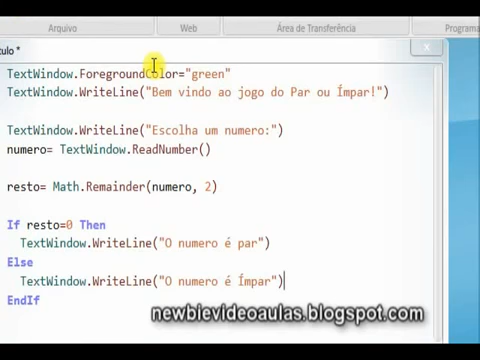 Arquivo
Web
Área de Transferência
Programa
tulo *
TextWindow.ForegroundColor="green"
TextWindow.WriteLine("Bem vindo ao jogo do Par ou Ímpar!")
TextWindow.WriteLine("Escolha um numero:")
numero= TextWindow.ReadNumber()
resto= Math.Remainder(numero, 2)
If resto=0 Then
TextWindow.WriteLine("O numero é par")
Else
TextWindow.WriteLine("O numero é Ímpar")
EndIf
newbievideoaulas.blogspot.com